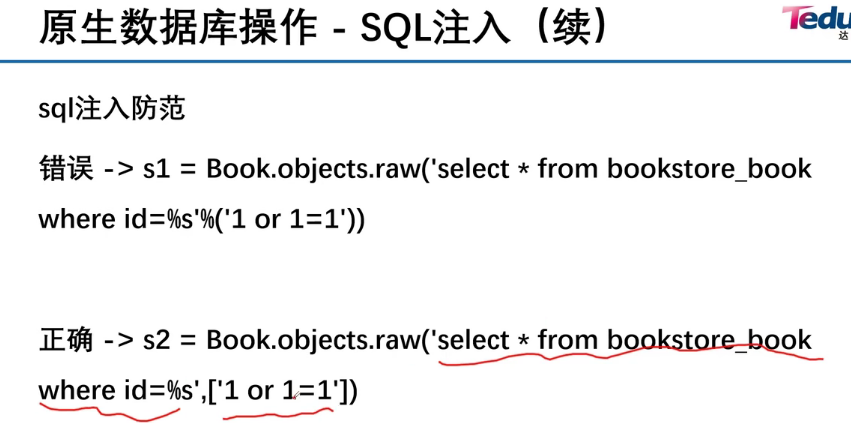 原生数据库操作 - SQL注入（续）
Tedu
达
sql注入防范
错误 -> s1 = Book.objects.raw('select * from bookstore_book
where id=%s'%('1 or 1=1'))
正确 -> s2 = Book.objects.raw('select * from bookstore_book
where id=%s',['1 or 1=1'])